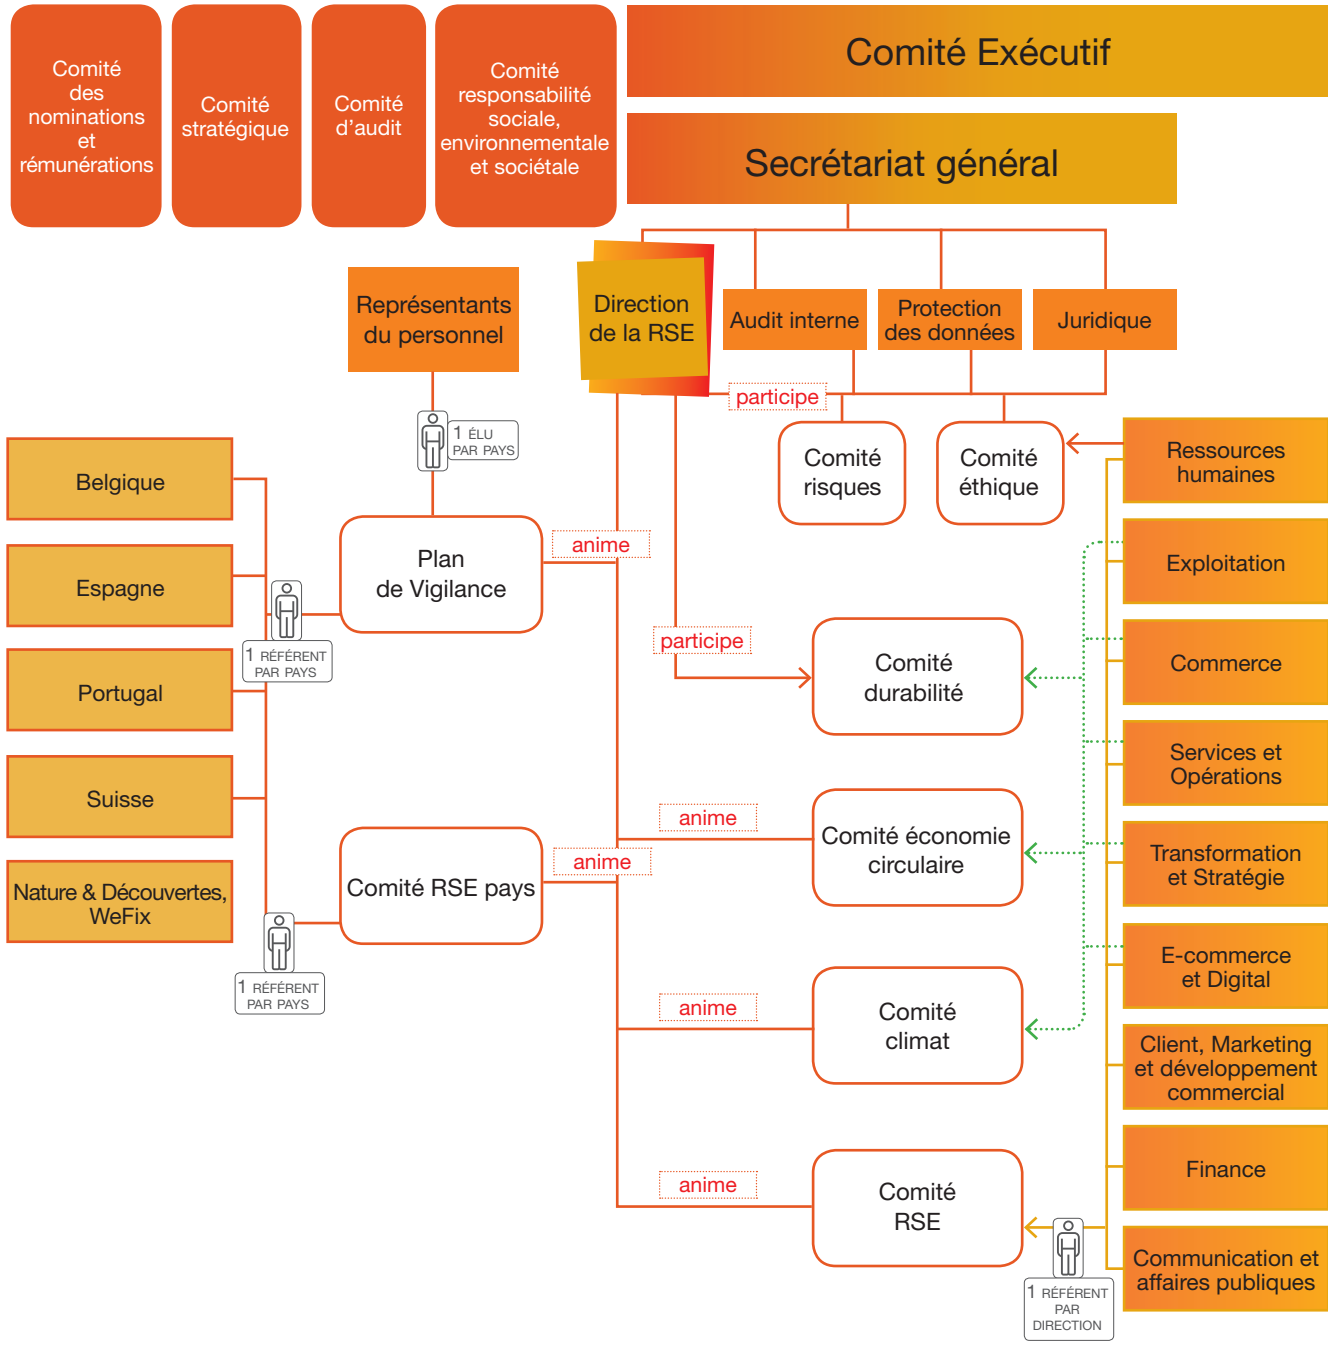 Comité
des
nominations
et
rémunérations
Comité
stratégique
Comité
d'audit
Comité
responsabilité
sociale,
environnementale
et sociétale
Comité Exécutif
Secrétariat général
Représentants
du personnel
Direction
de la RSE
Audit interne
Protection
des données
Juridique
participe
1 ÉLU
PAR PAYS
Comité
risques
Comité
éthique
Ressources
humaines
Belgique
Espagne
Portugal
Suisse
Nature & Découvertes,
WeFix
1 RÉFÉRENT
PAR PAYS
1 RÉFÉRENT
PAR PAYS
Plan
de Vigilance
anime
Comité RSE pays
anime
participe
Comité
durabilité
anime
Comité économie
circulaire
anime
Comité
climat
anime
Comité
RSE
Exploitation
Commerce
Services et
Opérations
Transformation
et Stratégie
E-commerce
et Digital
Client, Marketing
et développement
commercial
Finance
Communication et
affaires publiques
1 RÉFÉRENT
PAR
DIRECTION